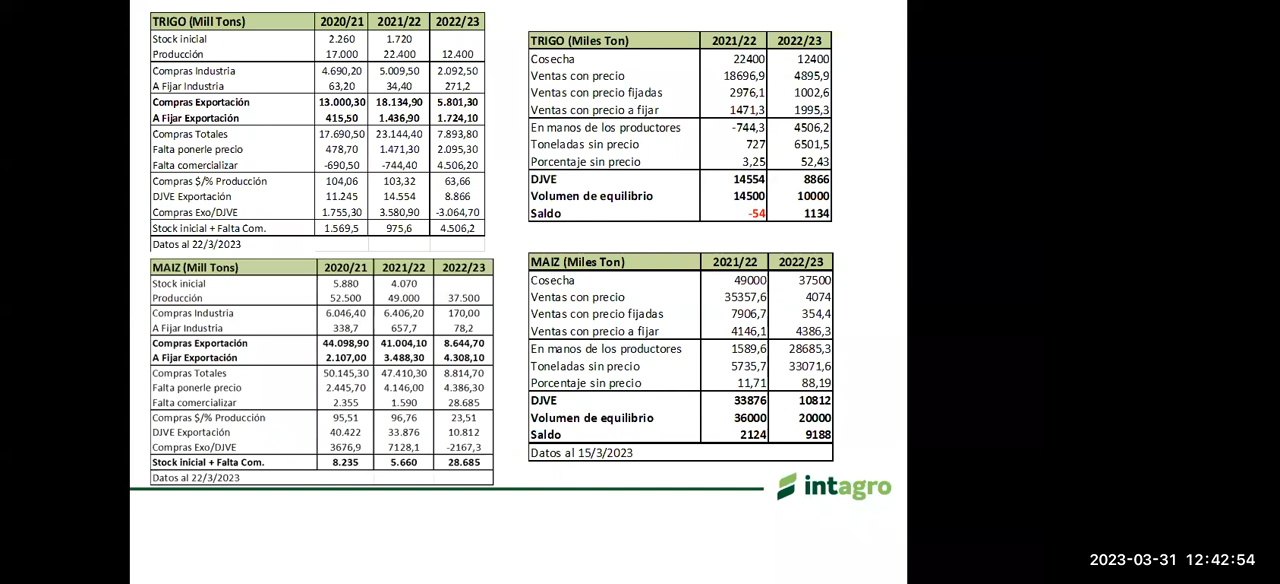 TRIGO (Mill Tons) 2020/21 2021/22 2022/23
Stock inicial 2.260 1.720
Producción 17.000 22.400 12.400
Compras Industria 4.690,20 5.009,50 2.092,50
A Fijar Industria 63,20 34,40 271,2
Compras Exportación 13.000,30 18.134,90 5.801,30
A Fijar Exportación 415,50 1.436,90 1.724,10
Compras Totales 17.690,50 23.144,40 7.893,80
Falta ponerle precio 478,70 1.471,30 2.095,30
Falta comercializar -690,50 -744,40 4.506,20
Compras $/% Producción 104,06 103,32 63,66
DJVE Exportación 11.245 14.554 8.866
Compras Exo/DJVE 1.755,30 3.580,90 -3.064,70
Stock inicial + Falta Com. 1.569,5 975,6 4.506,2
Datos al 22/3/2023
MAIZ (Mill Tons) 2020/21 2021/22 2022/23
Stock inicial 5.880 4.070
Producción 52.500 49.000 37.500
Compras Industria 6.046,40 6.406,20 170,00
A Fijar Industria 338,7 657,7 78,2
Compras Exportación 44.098,90 41.004,10 8.644,70
A Fijar Exportación 2.107,00 3.488,30 4.308,10
Compras Totales 50.145,30 47.410,30 8.814,70
Falta ponerle precio 2.445,70 4.146,00 4.386,30
Falta comercializar 2.355 1.590 28.685
Compras $/% Producción 95,51 96,76 23,51
DJVE Exportación 40.422 33.876 10.812
Compras Exo/DJVE 3676,9 7128,1 -2167,3
Stock inicial + Falta Com. 8.235 5.660 28.685
Datos al 22/3/2023
TRIGO (Miles Ton) 2021/22 2022/23
Cosecha 22400 12400
Ventas con precio 18696,9 4895,9
Ventas con precio fijadas 2976,1 1002,6
Ventas con precio a fijar 1471,3 1995,3
En manos de los productores -744,3 4506,2
Toneladas sin precio 727 6501,5
Porcentaje sin precio 3,25 52,43
DJVE 14554 8866
Volumen de equilibrio 14500 10000
Saldo -54 1134
MAIZ (Miles Ton) 2021/22 2022/23
Cosecha 49000 37500
Ventas con precio 35357,6 4074
Ventas con precio fijadas 7906,7 354,4
Ventas con precio a fijar 4146,1 4386,3
En manos de los productores 1589,6 28685,3
Toneladas sin precio 5735,7 33071,6
Porcentaje sin precio 11,71 88,19
DJVE 33876 10812
Volumen de equilibrio 36000 20000
Saldo 2124 9188
Datos al 15/3/2023
intagro
2023-03-31 12:42:54